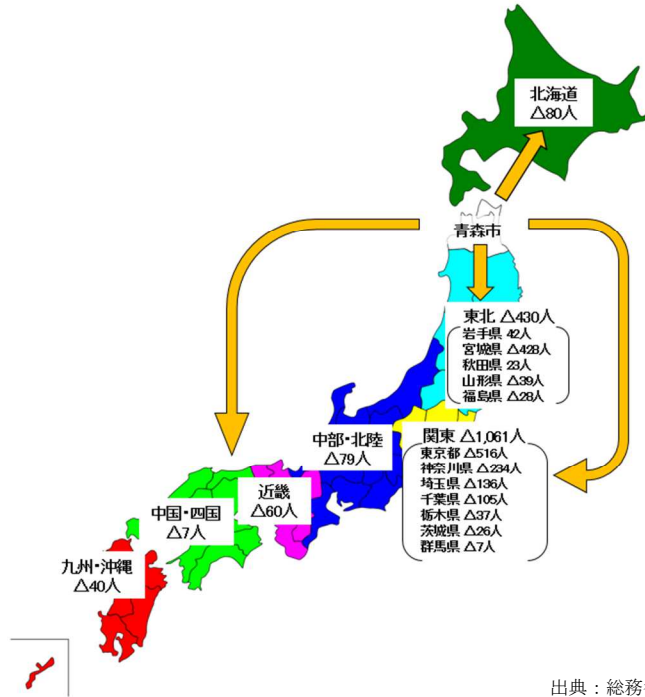 北海道
△80人
青森市
東北 △430人
岩手県 42人
宮城県 △428人
秋田県 23人
山形県 △39人
福島県 △28人
関東 △1,061人
東京都 △516人
神奈川県 △234人
埼玉県 △136人
千葉県 △105人
栃木県 △37人
茨城県 △26人
群馬県 △7人
中部・北陸
△79人
近畿
△60人
中国・四国
△7人
九州・沖縄
△40人
出典：総務